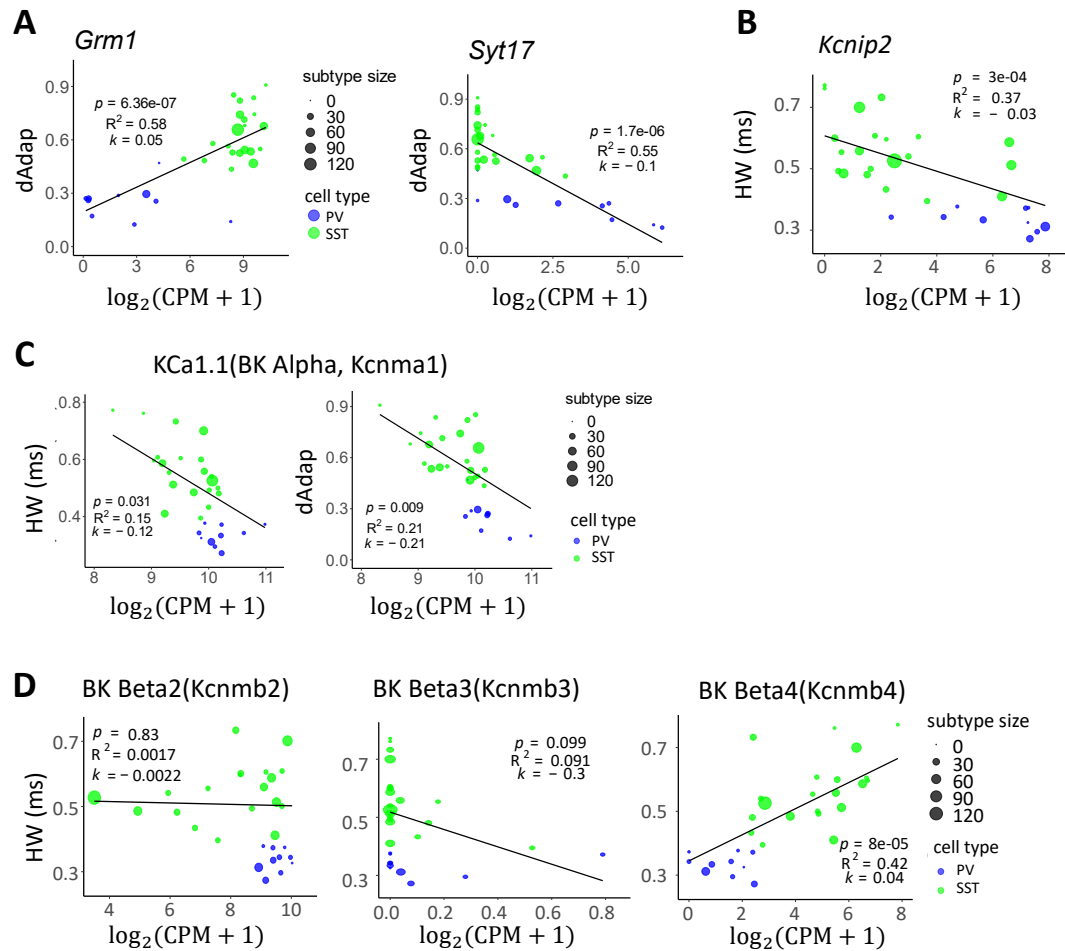 A
Grm1
dAdap
0.9
0.6
0.3
0.0
p = 6.36e-07
R2 = 0.58
k = 0.05
0
3
6
9
log2(CPM + 1)
subtype size
0
30
60
90
120
cell type
PV
SST
Syt17
dAdap
0.9
0.6
0.3
0.0
p = 1.7e-06
R2 = 0.55
k = − 0.1
0.0
2.5
5.0
log2(CPM + 1)
B
Kcnip2
HW (ms)
0.7
0.5
0.3
p = 3e-04
R2 = 0.37
k = − 0.03
0
2
4
6
8
log2(CPM + 1)
C
KCa1.1(BK Alpha, Kcnma1)
HW (ms)
0.8
0.6
0.4
p = 0.031
R2 = 0.15
k = − 0.12
8
9
10
11
log2(CPM + 1)
dAdap
0.9
0.6
0.3
0.0
p = 0.009
R2 = 0.21
k = − 0.21
8
9
10
11
log2(CPM + 1)
subtype size
0
30
60
90
120
cell type
PV
SST
D
BK Beta2(Kcnmb2)
HW (ms)
0.7
0.5
0.3
p = 0.83
R2 = 0.0017
k = − 0.0022
4
6
8
10
log2(CPM + 1)
BK Beta3(Kcnmb3)
0.7
0.5
0.3
p = 0.099
R2 = 0.091
k = − 0.3
0.0
0.2
0.4
0.6
0.8
log2(CPM + 1)
BK Beta4(Kcnmb4)
0.7
0.5
0.3
p = 8e-05
R2 = 0.42
k = 0.04
0
2
4
6
8
log2(CPM + 1)
subtype size
0
30
60
90
120
cell type
PV
SST